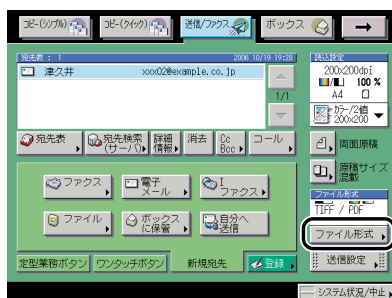 コピー(シンプル)
コピー(クイック)
送信/ファクス
ボックス
宛先数 : 1
2006 10/19 19:28
津久井
xxx02@example.co.jp
1/1
宛先表
宛先検索
(サーバ)
詳細
情報
消去
Cc
Bcc
コール
ファクス
電子
メール
I
ファクス
ファイル
ボックス
に保管
自分へ
送信
定型業務ボタン
ワンタッチボタン
新規宛先
登録
読込設定
200×200dpi
100 %
A4
カラー/2値
200×200
両面原稿
原稿サイズ
混載
ファイル形式
TIFF / PDF
ファイル形式
送信設定
システム状況/中止